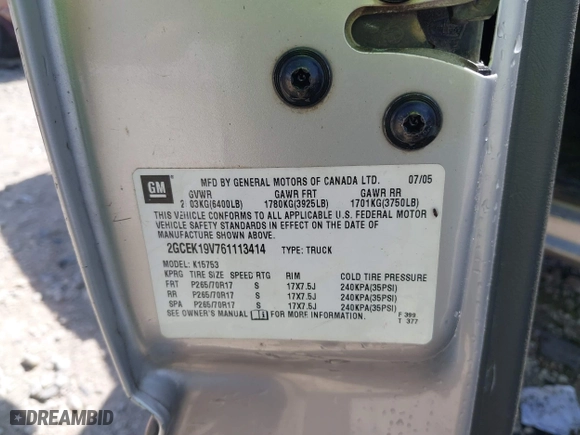 GM
MFD BY GENERAL MOTORS OF CANADA LTD. 07/05
GVWR GAWR FRT GAWR RR
2 03KG(6400LB) 1780KG(3925LB) 1701KG(3750LB)
THIS VEHICLE CONFORMS TO ALL APPLICABLE U.S. FEDERAL MOTOR
VEHICLE SAFETY STANDARDS IN EFFECT ON THE DATE OF
MANUFACTURE SHOWN ABOVE.
2GCEK19V761113414 TYPE: TRUCK
MODEL: K15753
KPRG TIRE SIZE SPEED RTG RIM COLD TIRE PRESSURE
FRT P265/70R17 S 17X7.5J 240KPA(35PSI)
RR P265/70R17 S 17X7.5J 240KPA(35PSI)
SPA P265/70R17 S 17X7.5J 240KPA(35PSI)
SEE OWNER'S MANUAL FOR MORE INFORMATION.
F 399
T 377
DREAMBID